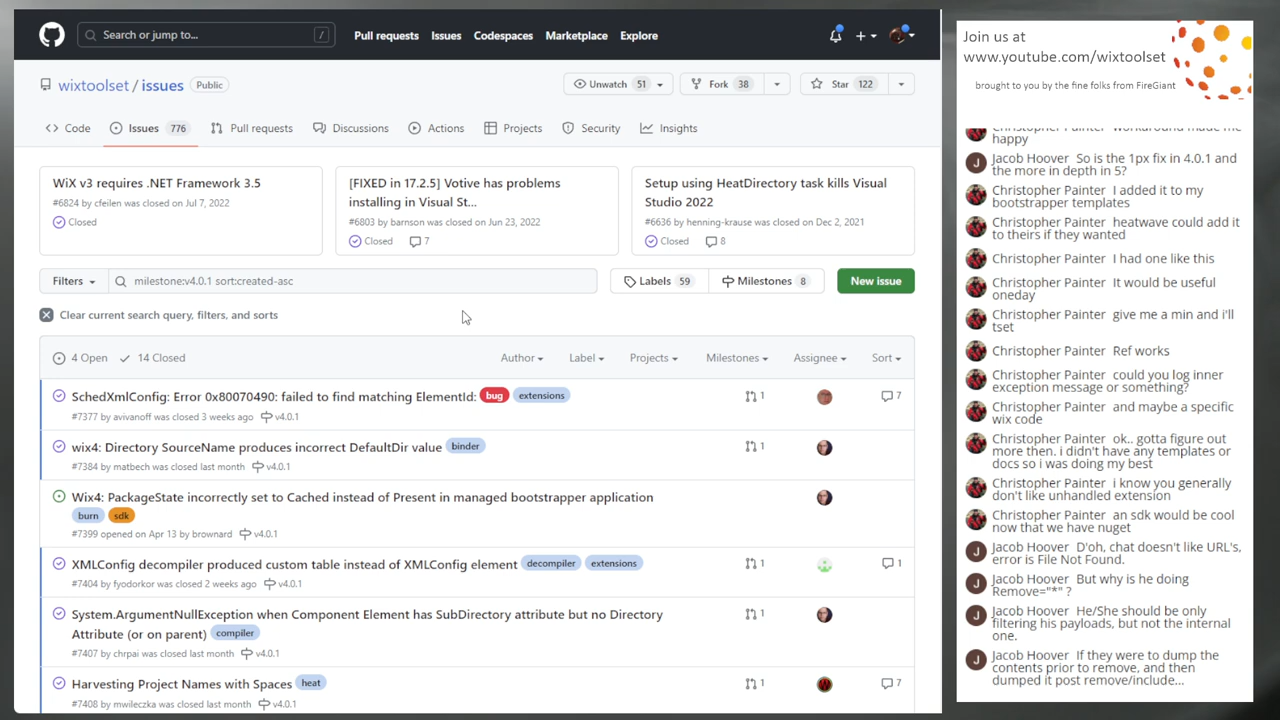 Search or jump to...
/
Pull requests
Issues
Codespaces
Marketplace
Explore
wixtoolset / issues
Public
Unwatch 51
Fork 38
Star 122
Code
Issues 776
Pull requests
Discussions
Actions
Projects
Security
Insights
WiX v3 requires .NET Framework 3.5
#6824 by cfeilen was closed on Jul 7, 2022
Closed
[FIXED in 17.2.5] Votive has problems
installing in Visual St...
#6803 by barnson was closed on Jun 23, 2022
Closed 7
Setup using HeatDirectory task kills Visual
Studio 2022
#6636 by henning-krause was closed on Dec 2, 2021
Closed 8
Filters
milestone:v4.0.1 sort:created-asc
Labels 59
Milestones 8
New issue
Clear current search query, filters, and sorts
4 Open
14 Closed
Author
Label
Projects
Milestones
Assignee
Sort
SchedXmlConfig: Error 0x80070490: failed to find matching ElementId: bug extensions
1
7
#7377 by avivanoff was closed 3 weeks ago v4.0.1
wix4: Directory SourceName produces incorrect DefaultDir value binder
1
#7384 by matbech was closed last month v4.0.1
Wix4: PackageState incorrectly set to Cached instead of Present in managed bootstrapper application
burn sdk
#7399 opened on Apr 13 by brownard v4.0.1
XMLConfig decompiler produced custom table instead of XMLConfig element decompiler extensions
1
1
#7404 by fyodorkor was closed 2 weeks ago v4.0.1
System.ArgumentNullException when Component Element has SubDirectory attribute but no Directory
Attribute (or on parent) compiler
1
#7407 by chrpai was closed last month v4.0.1
Harvesting Project Names with Spaces heat
1
7
#7408 by mwileczka was closed last month v4.0.1
Join us at
www.youtube.com/wixtoolset
brought to you by the fine folks from FireGiant
Christopher Painter workaround made me
happy
Jacob Hoover So is the 1px fix in 4.0.1 and
the more in depth in 5?
Christopher Painter I added it to my
bootstrapper templates
Christopher Painter heatwave could add it
to theirs if they wanted
Christopher Painter I had one like this
Christopher Painter It would be useful
oneday
Christopher Painter give me a min and i'll
tset
Christopher Painter Ref works
Christopher Painter could you log inner
exception message or something?
Christopher Painter and maybe a specific
wix code
Christopher Painter ok.. gotta figure out
more then. i didn't have any templates or
docs so i was doing my best
Christopher Painter i know you generally
don't like unhandled extension
Christopher Painter an sdk would be cool
now that we have nuget
J
Jacob Hoover D'oh, chat doesn't like URL's,
error is File Not Found.
J
Jacob Hoover But why is he doing
Remove="*" ?
J
Jacob Hoover He/She should be only
filtering his payloads, but not the internal
one.
J
Jacob Hoover If they were to dump the
contents prior to remove, and then
dumped it post remove/include...